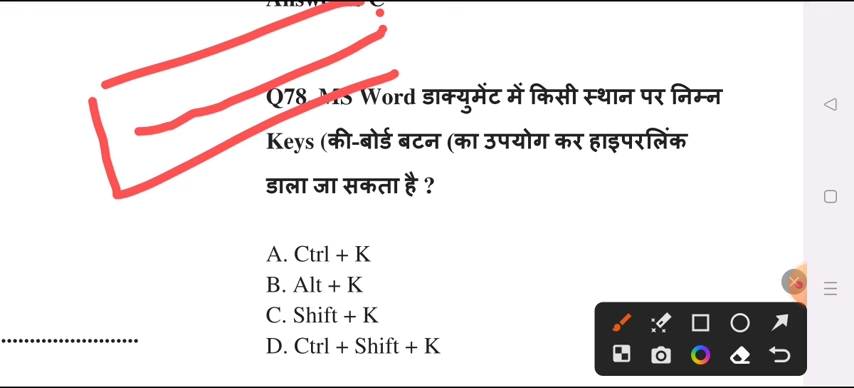 Q78. MS Word डाक्युमेंट में किसी स्थान पर निम्न
Keys (की-बोर्ड बटन (का उपयोग कर हाइपरलिंक
डाला जा सकता है ?
A. Ctrl + K
B. Alt + K
C. Shift + K
D. Ctrl + Shift + K